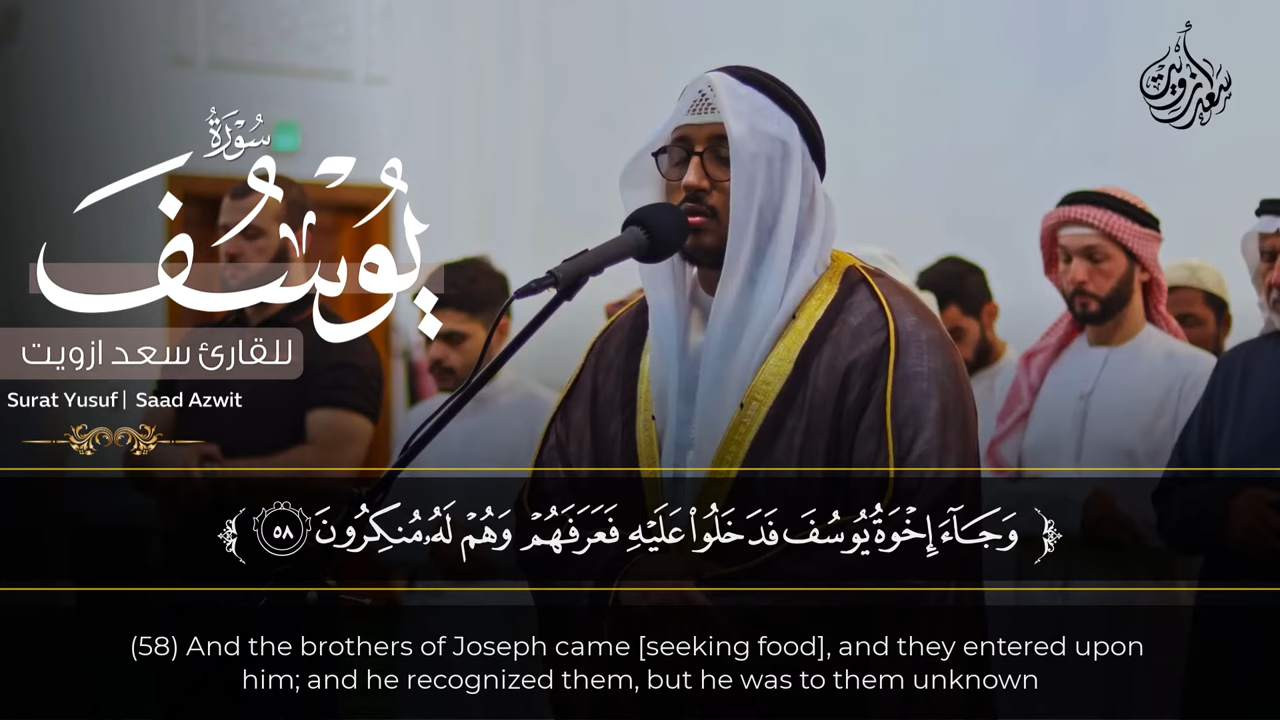 سعد أزويت
سُورَةُ
يُوسُفَ
للقارئ سعد ازويت
Surat Yusuf | Saad Azwit
وَجَآءَ إِخْوَةُ يُوسُفَ فَدَخَلُوا۟ عَلَيْهِ فَعَرَفَهُمْ وَهُمْ لَهُۥ مُنكِرُونَ ٥٨
(58) And the brothers of Joseph came [seeking food], and they entered upon
him; and he recognized them, but he was to them unknown